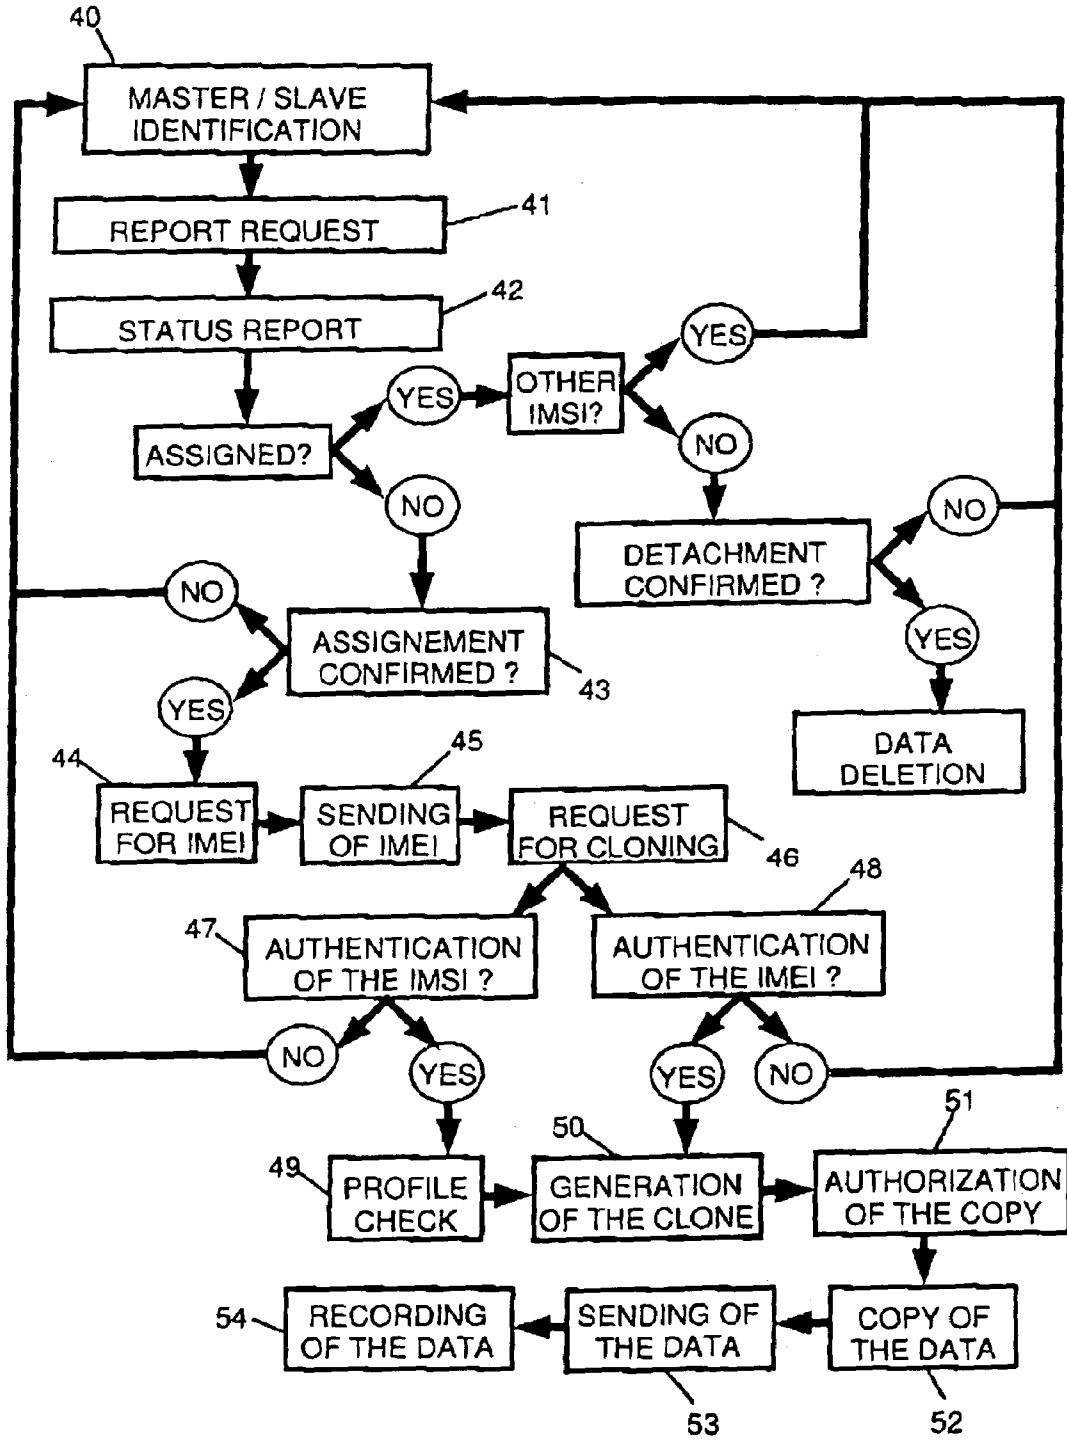 40
MASTER / SLAVE
IDENTIFICATION
REPORT REQUEST
41
STATUS REPORT
42
ASSIGNED?
YES
NO
OTHER
IMSI?
YES
NO
DETACHMENT
CONFIRMED ?
NO
YES
DATA
DELETION
ASSIGNEMENT
CONFIRMED ?
43
NO
YES
44
REQUEST
FOR IMEI
45
SENDING
OF IMEI
REQUEST
FOR CLONING
46
47
AUTHENTICATION
OF THE IMSI ?
48
AUTHENTICATION
OF THE IMEI ?
NO
YES
YES
NO
49
PROFILE
CHECK
50
GENERATION
OF THE CLONE
51
AUTHORIZATION
OF THE COPY
COPY OF
THE DATA
52
SENDING OF
THE DATA
53
54
RECORDING
OF THE DATA